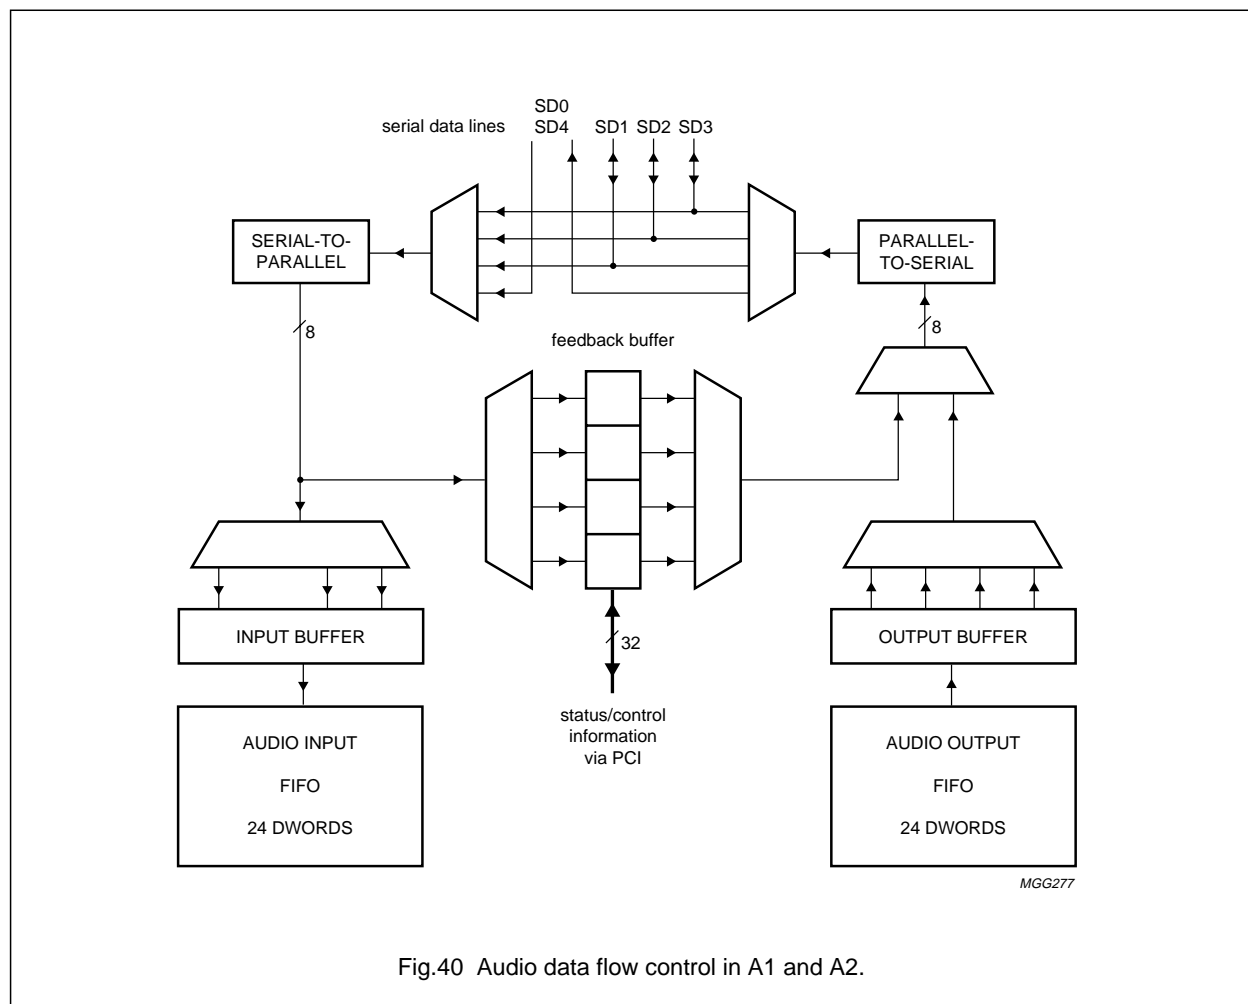 SD0
serial data lines SD4 SD1 SD2 SD3
SERIAL-TO-
PARALLEL
PARALLEL-
TO-SERIAL
8
8
feedback buffer
INPUT BUFFER
OUTPUT BUFFER
32
status/control
information
via PCI
AUDIO INPUT
FIFO
24 DWORDS
AUDIO OUTPUT
FIFO
24 DWORDS
MGG277
Fig.40 Audio data flow control in A1 and A2.